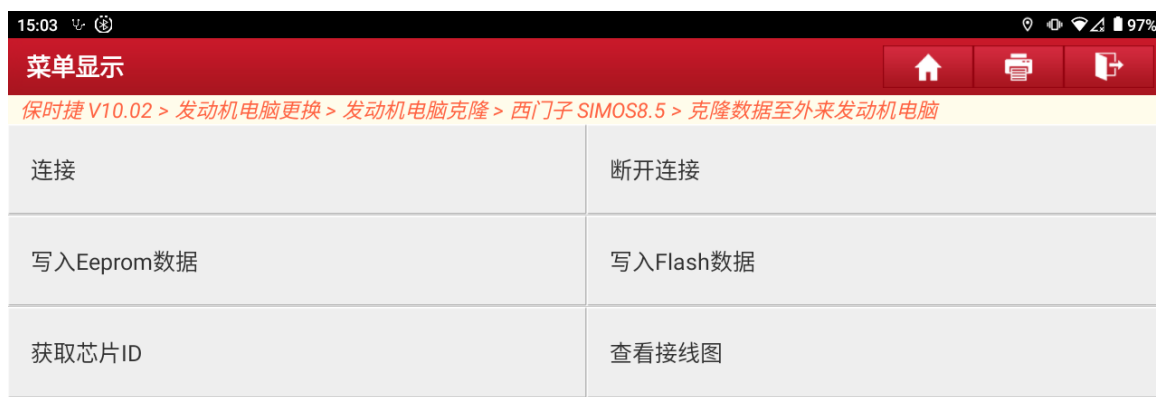 15:03 97%
菜单显示
保时捷 V10.02 > 发动机电脑更换 > 发动机电脑克隆 > 西门子 SIMOS8.5 > 克隆数据至外来发动机电脑
连接 断开连接
写入Eeprom数据 写入Flash数据
获取芯片ID 查看接线图